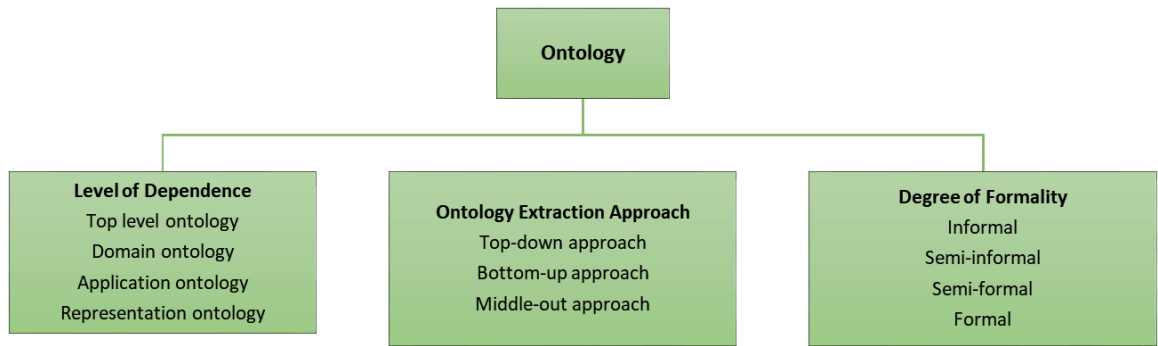 Ontology
Level of Dependence
Top level ontology
Domain ontology
Application ontology
Representation ontology
Ontology Extraction Approach
Top-down approach
Bottom-up approach
Middle-out approach
Degree of Formality
Informal
Semi-informal
Semi-formal
Formal